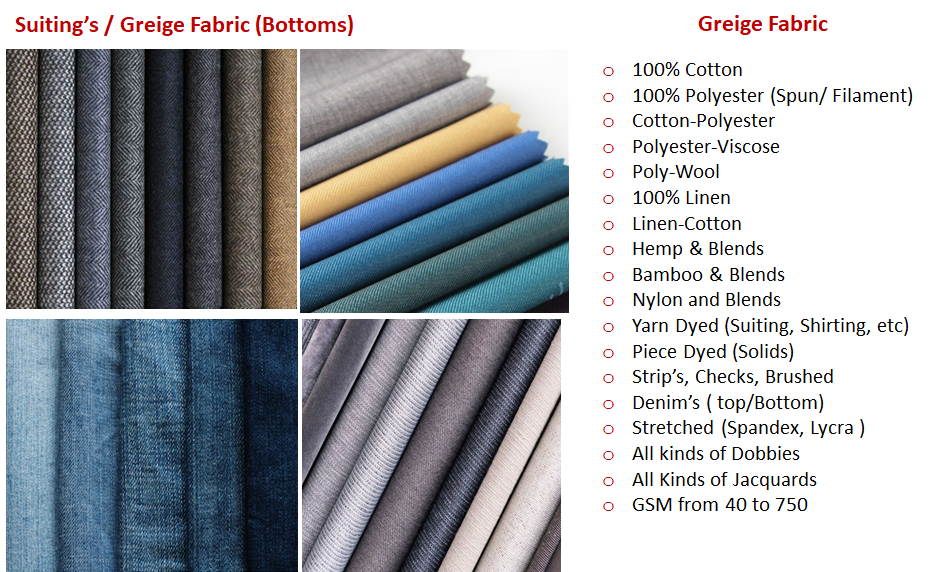 Suiting's / Greige Fabric (Bottoms)
Greige Fabric
100% Cotton
100% Polyester (Spun/ Filament)
Cotton-Polyester
Polyester-Viscose
Poly-Wool
100% Linen
Linen-Cotton
Hemp & Blends
Bamboo & Blends
Nylon and Blends
Yarn Dyed (Suiting, Shirting, etc)
Piece Dyed (Solids)
Strip's, Checks, Brushed
Denim's ( top/Bottom)
Stretched (Spandex, Lycra )
All kinds of Dobbies
All Kinds of Jacquards
GSM from 40 to 750